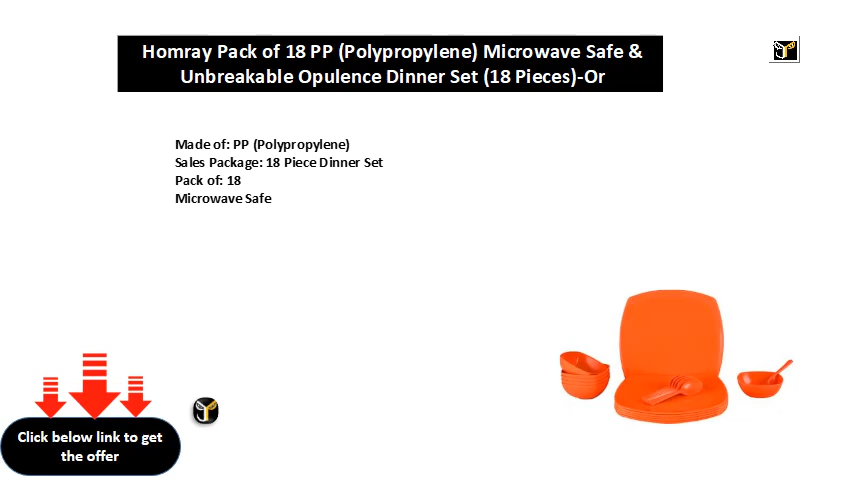 Homray Pack of 18 PP (Polypropylene) Microwave Safe &
Unbreakable Opulence Dinner Set (18 Pieces)-Or
Made of: PP (Polypropylene)
Sales Package: 18 Piece Dinner Set
Pack of: 18
Microwave Safe
Click below link to get
the offer